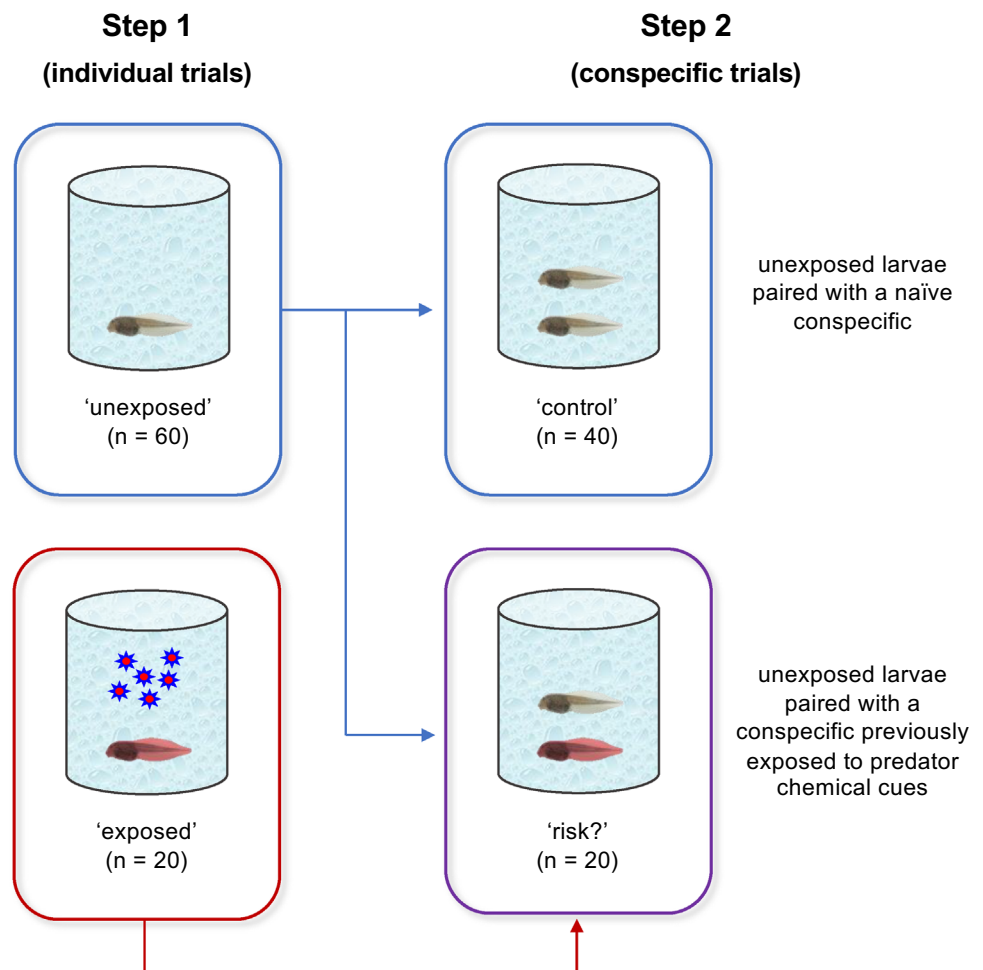 Step 1
(individual trials)
Step 2
(conspecific trials)
‘unexposed’
(n = 60)
‘control’
(n = 40)
unexposed larvae
paired with a naïve
conspecific
‘exposed’
(n = 20)
‘risk?’
(n = 20)
unexposed larvae
paired with a
conspecific previously
exposed to predator
chemical cues